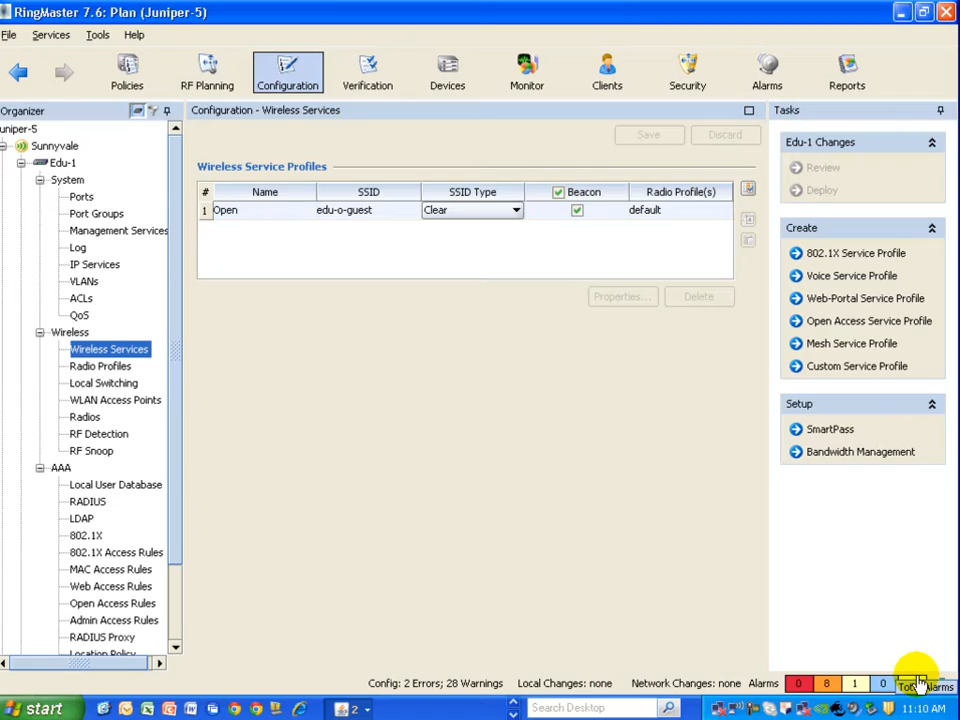 RingMaster 7.6: Plan (Juniper-5)
File Services Tools Help
Policies RF Planning Configuration Verification Devices Monitor Clients Security Alarms Reports
Organizer
uniper-5
Sunnyvale
Edu-1
System
Ports
Port Groups
Management Services
Log
IP Services
VLANs
ACLs
QoS
Wireless
Wireless Services
Radio Profiles
Local Switching
WLAN Access Points
Radios
RF Detection
RF Snoop
AAA
Local User Database
RADIUS
LDAP
802.1X
802.1X Access Rules
MAC Access Rules
Web Access Rules
Open Access Rules
Admin Access Rules
RADIUS Proxy
Location Policy
Configuration - Wireless Services
Save Discard
Wireless Service Profiles
# Name SSID SSID Type Beacon Radio Profile(s)
1 Open edu-o-guest Clear default
Properties... Delete
Tasks
Edu-1 Changes
Review
Deploy
Create
802.1X Service Profile
Voice Service Profile
Web-Portal Service Profile
Open Access Service Profile
Mesh Service Profile
Custom Service Profile
Setup
SmartPass
Bandwidth Management
Config: 2 Errors; 28 Warnings Local Changes: none Network Changes: none Alarms 0 8 1 0
start 2 Search Desktop 11:10 AM